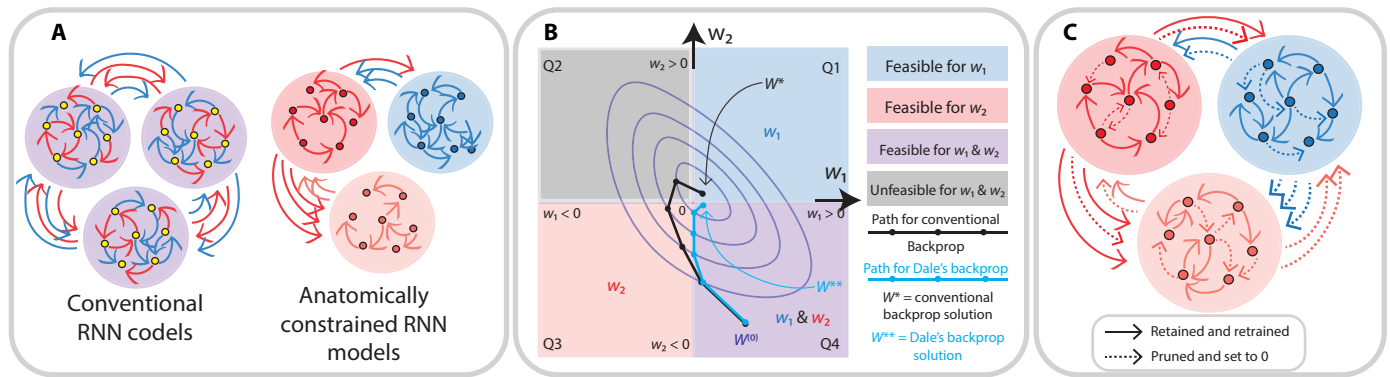 A
Conventional
RNN codels
Anatomically
constrained RNN
models
B
w₂
Q2
w₂ > 0
Q1
W*
w₁
W₁
w₁ < 0
0
w₁ > 0
w₂
W**
w₁ & w₂
Q3
w₂ < 0
W⁽⁰⁾
Q4
Feasible for w₁
Feasible for w₂
Feasible for w₁ & w₂
Unfeasible for w₁ & w₂
Path for conventional
Backprop
Path for Dale's backprop
W* = conventional
backprop solution
W** = Dale's backprop
solution
C
Retained and retrained
Pruned and set to 0